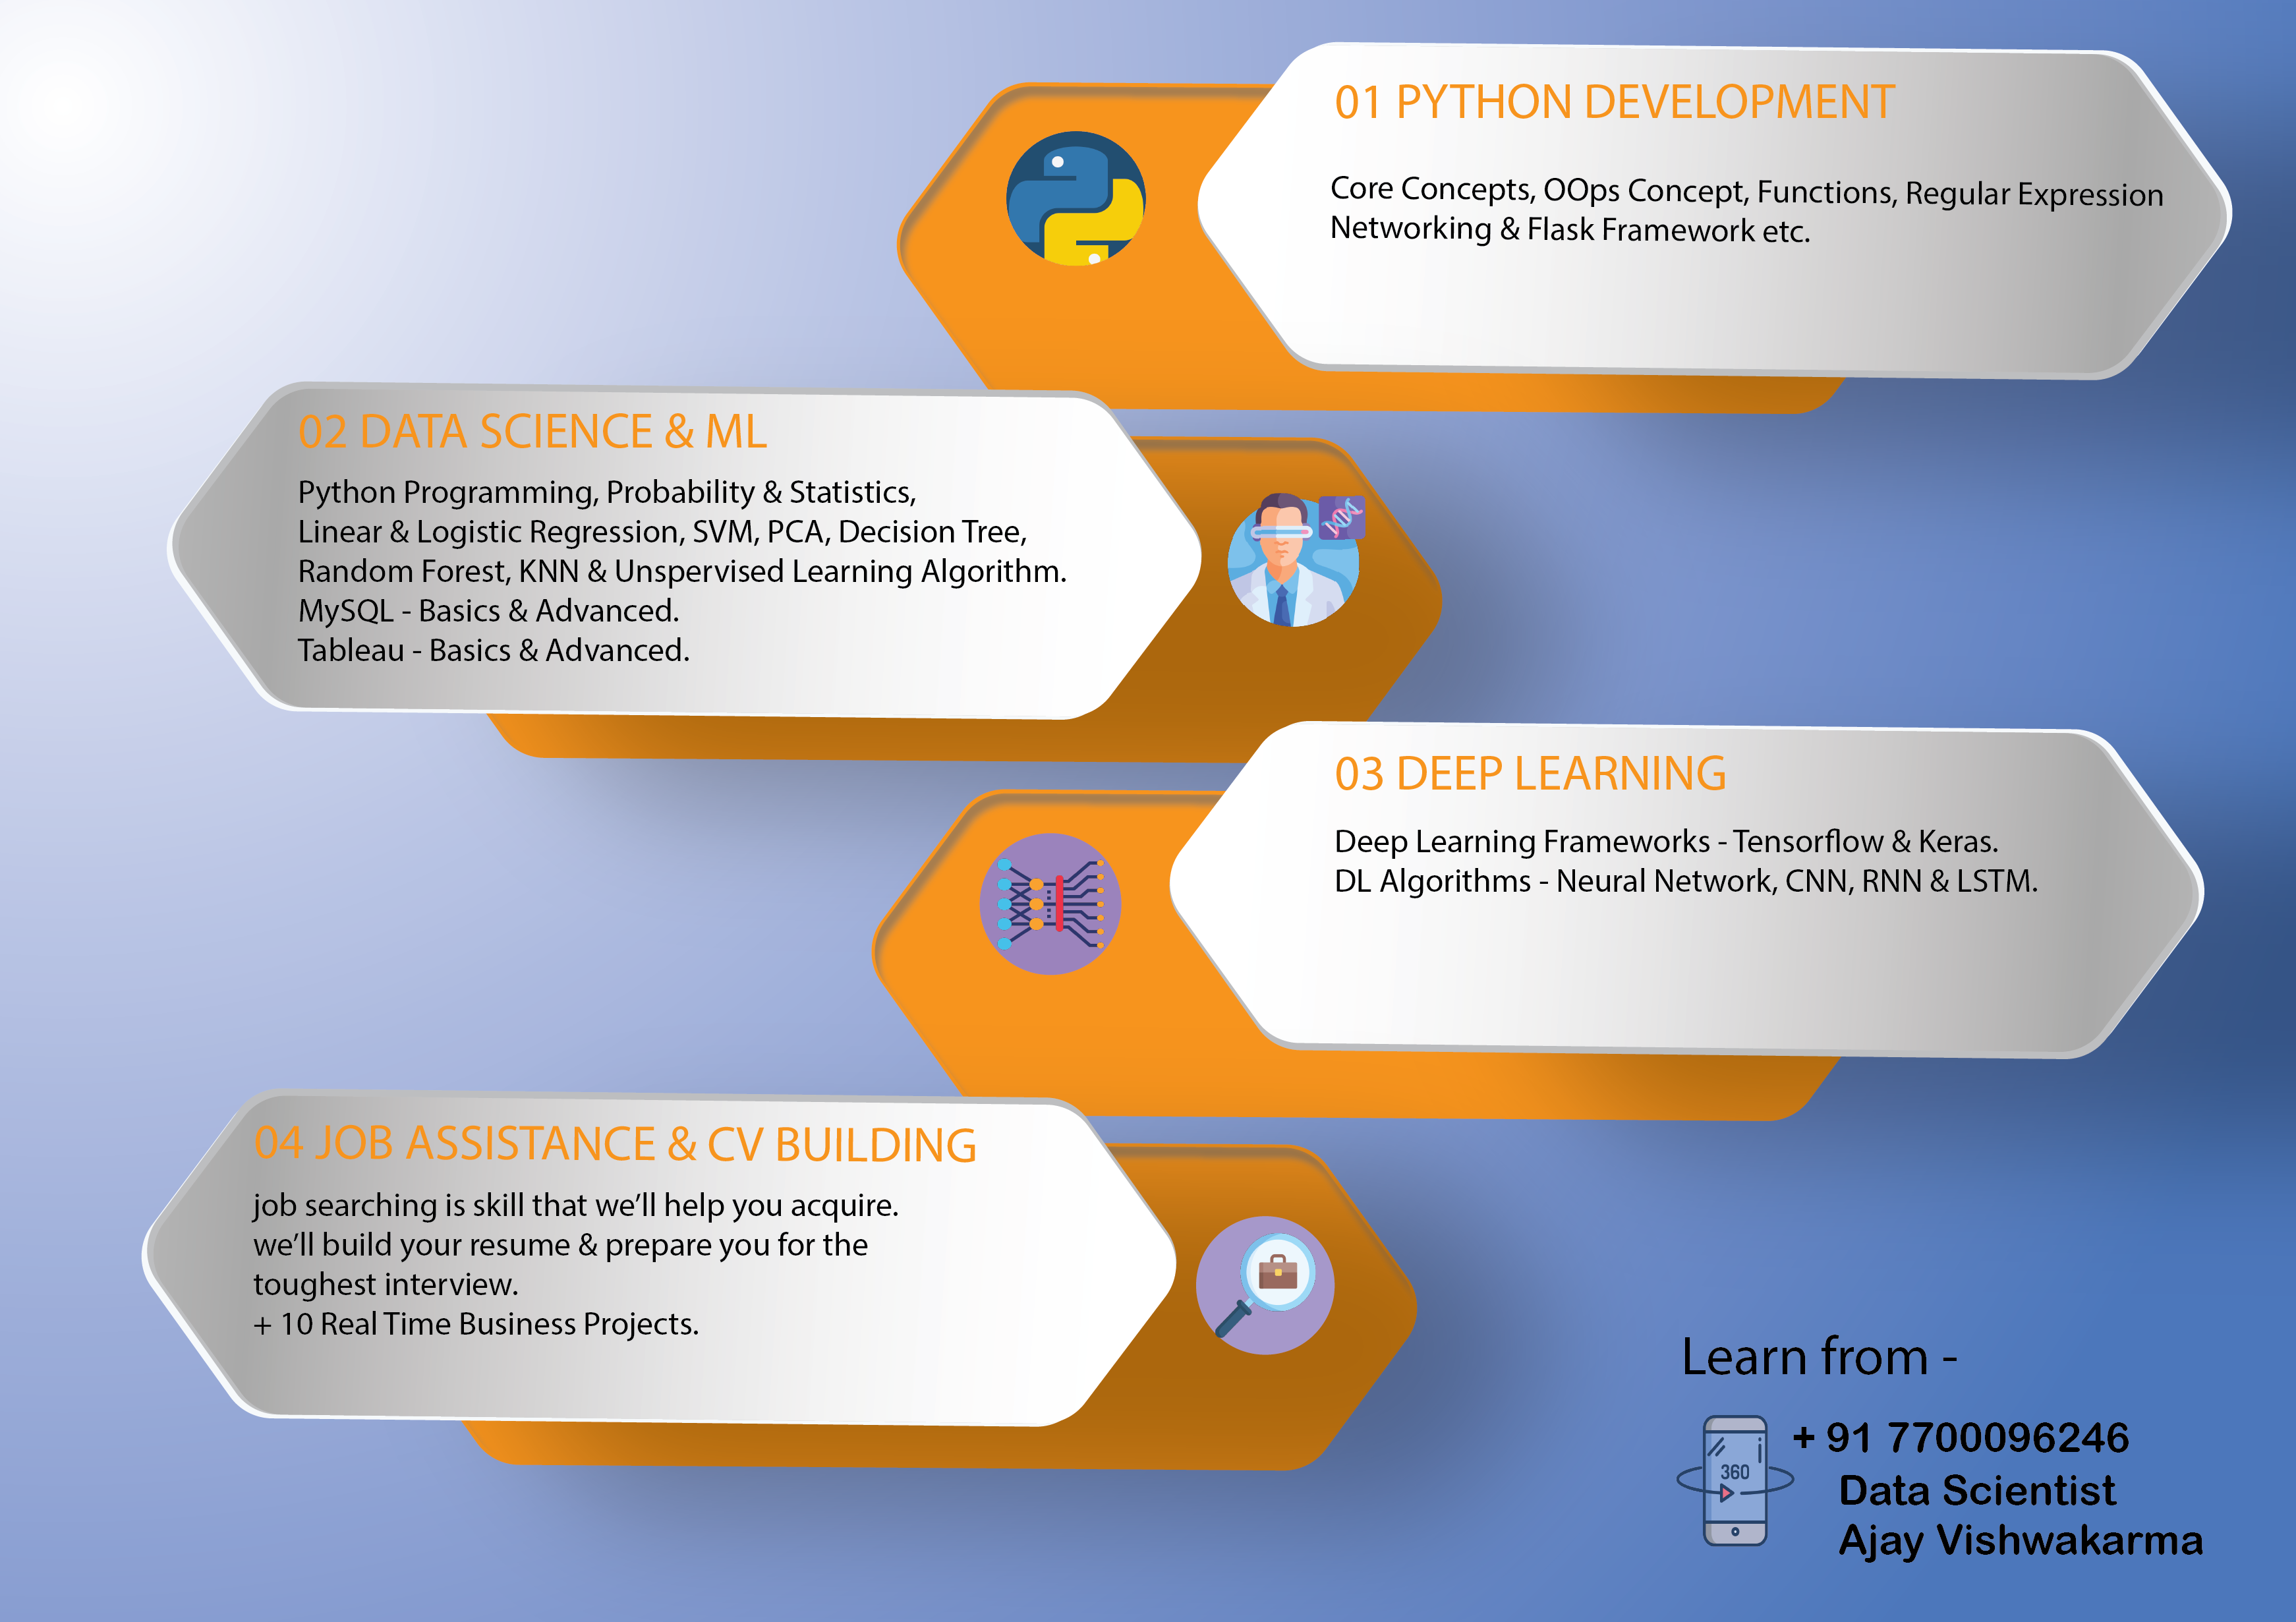 01 PYTHON DEVELOPMENT
Core Concepts, OOps Concept, Functions, Regular Expression
Networking & Flask Framework etc.
02 DATA SCIENCE & ML
Python Programming, Probability & Statistics,
Linear & Logistic Regression, SVM, PCA, Decision Tree,
Random Forest, KNN & Unspervised Learning Algorithm.
MySQL - Basics & Advanced.
Tableau - Basics & Advanced.
03 DEEP LEARNING
Deep Learning Frameworks - Tensorflow & Keras.
DL Algorithms - Neural Network, CNN, RNN & LSTM.
04 JOB ASSISTANCE & CV BUILDING
job searching is skill that we'll help you acquire.
we'll build your resume & prepare you for the
toughest interview.
+ 10 Real Time Business Projects.
Learn from -
360
+ 91 7700096246
Data Scientist
Ajay Vishwakarma